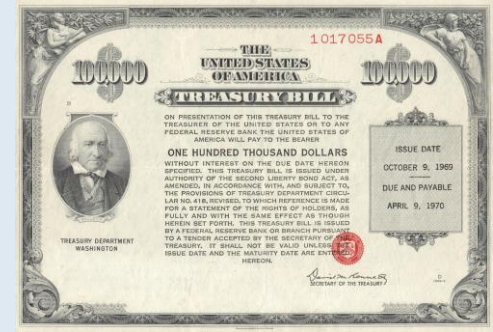 1017055A
THE
UNITED STATES
OF AMERICA
100,000
100,000
TREASURY BILL
D
ON PRESENTATION OF THIS TREASURY BILL TO THE
TREASURER OF THE UNITED STATES OR TO ANY
FEDERAL RESERVE BANK THE UNITED STATES OF
AMERICA WILL PAY TO THE BEARER
ONE HUNDRED THOUSAND DOLLARS
WITHOUT INTEREST ON THE DUE DATE HEREON
SPECIFIED. THIS TREASURY BILL IS ISSUED UNDER
AUTHORITY OF THE SECOND LIBERTY BOND ACT, AS
AMENDED, IN ACCORDANCE WITH, AND SUBJECT TO,
THE PROVISIONS OF TREASURY DEPARTMENT CIRCU-
LAR NO. 418, REVISED, TO WHICH REFERENCE IS MADE
FOR A STATEMENT OF THE RIGHTS OF HOLDERS, AS
FULLY AND WITH THE SAME EFFECT AS THOUGH
HEREIN SET FORTH. THIS TREASURY BILL IS ISSUED
BY A FEDERAL RESERVE BANK OR BRANCH PURSUANT
TO A TENDER ACCEPTED BY THE SECRETARY OF THE
TREASURY. IT SHALL NOT BE VALID UNLESS THE
ISSUE DATE AND THE MATURITY DATE ARE ENTERED
HEREON.
TREASURY DEPARTMENT
WASHINGTON
ISSUE DATE
OCTOBER 9, 1969
DUE AND PAYABLE
APRIL 9, 1970
David M. Kennedy
SECRETARY OF THE TREASURY
D